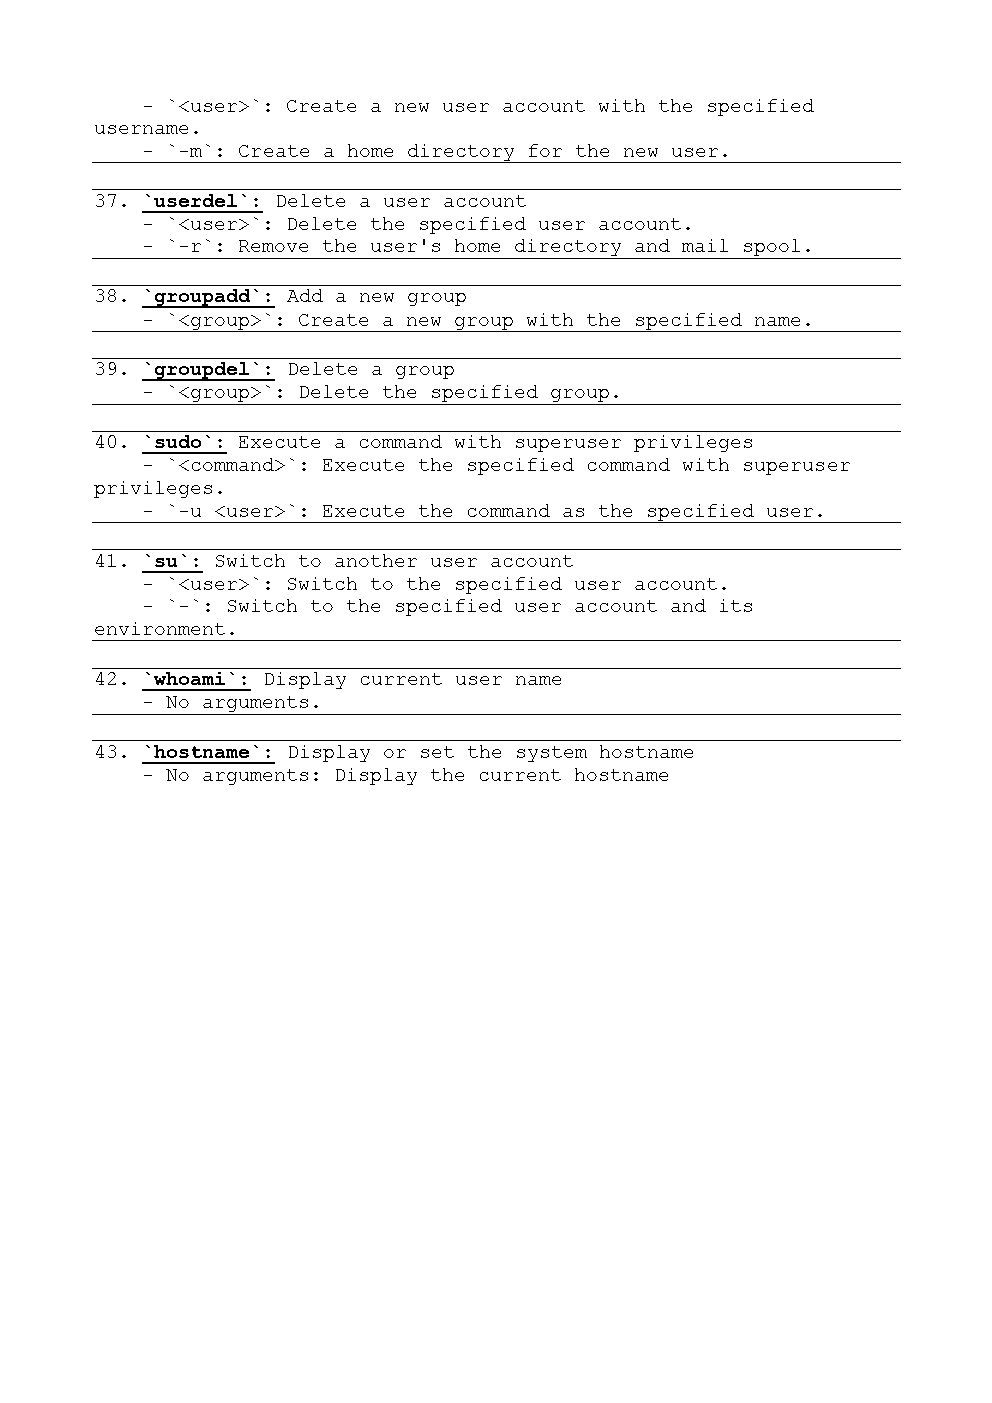 - `<user>`: Create a new user account with the specified
username.
- `-m`: Create a home directory for the new user.
37. `userdel`: Delete a user account
- `<user>`: Delete the specified user account.
- `-r`: Remove the user's home directory and mail spool.
38. `groupadd`: Add a new group
- `<group>`: Create a new group with the specified name.
39. `groupdel`: Delete a group
- `<group>`: Delete the specified group.
40. `sudo`: Execute a command with superuser privileges
- `<command>`: Execute the specified command with superuser
privileges.
- `-u <user>`: Execute the command as the specified user.
41. `su`: Switch to another user account
- `<user>`: Switch to the specified user account.
- `-`: Switch to the specified user account and its
environment.
42. `whoami`: Display current user name
- No arguments.
43. `hostname`: Display or set the system hostname
- No arguments: Display the current hostname